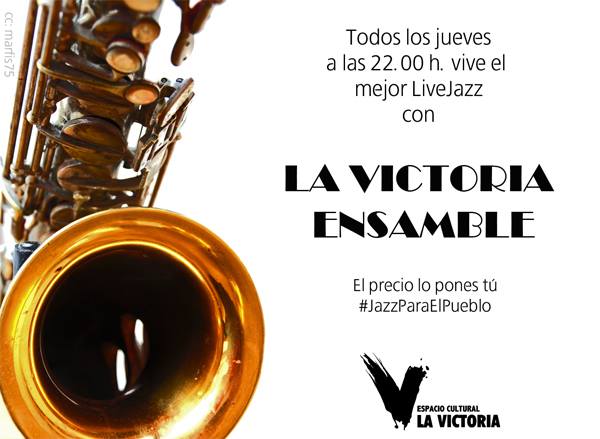 cc: marfis75
Todos los jueves
a las 22.00 h. vive el
mejor LiveJazz
con
LA VICTORIA
ENSAMBLE
El precio lo pones tú
#JazzParaElPueblo
ESPACIO CULTURAL
LA VICTORIA